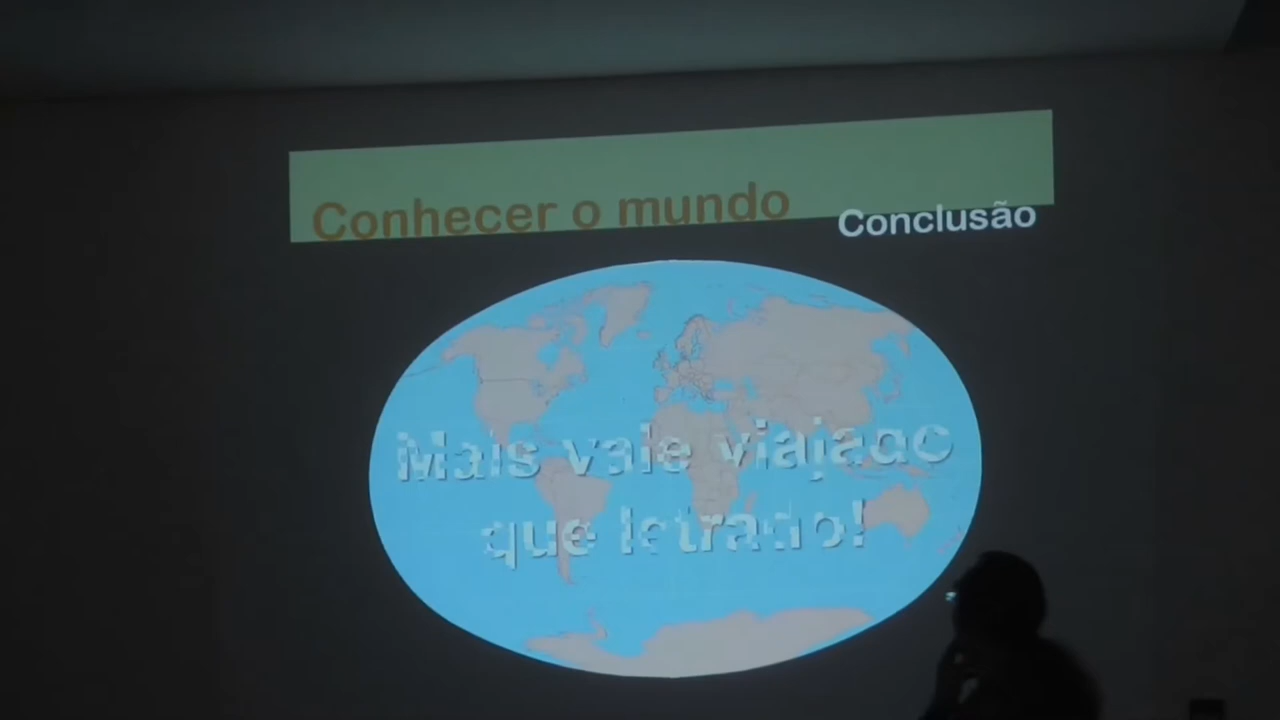 Conhecer o mundo
Conclusão
Mais vale viajado
que letrado!